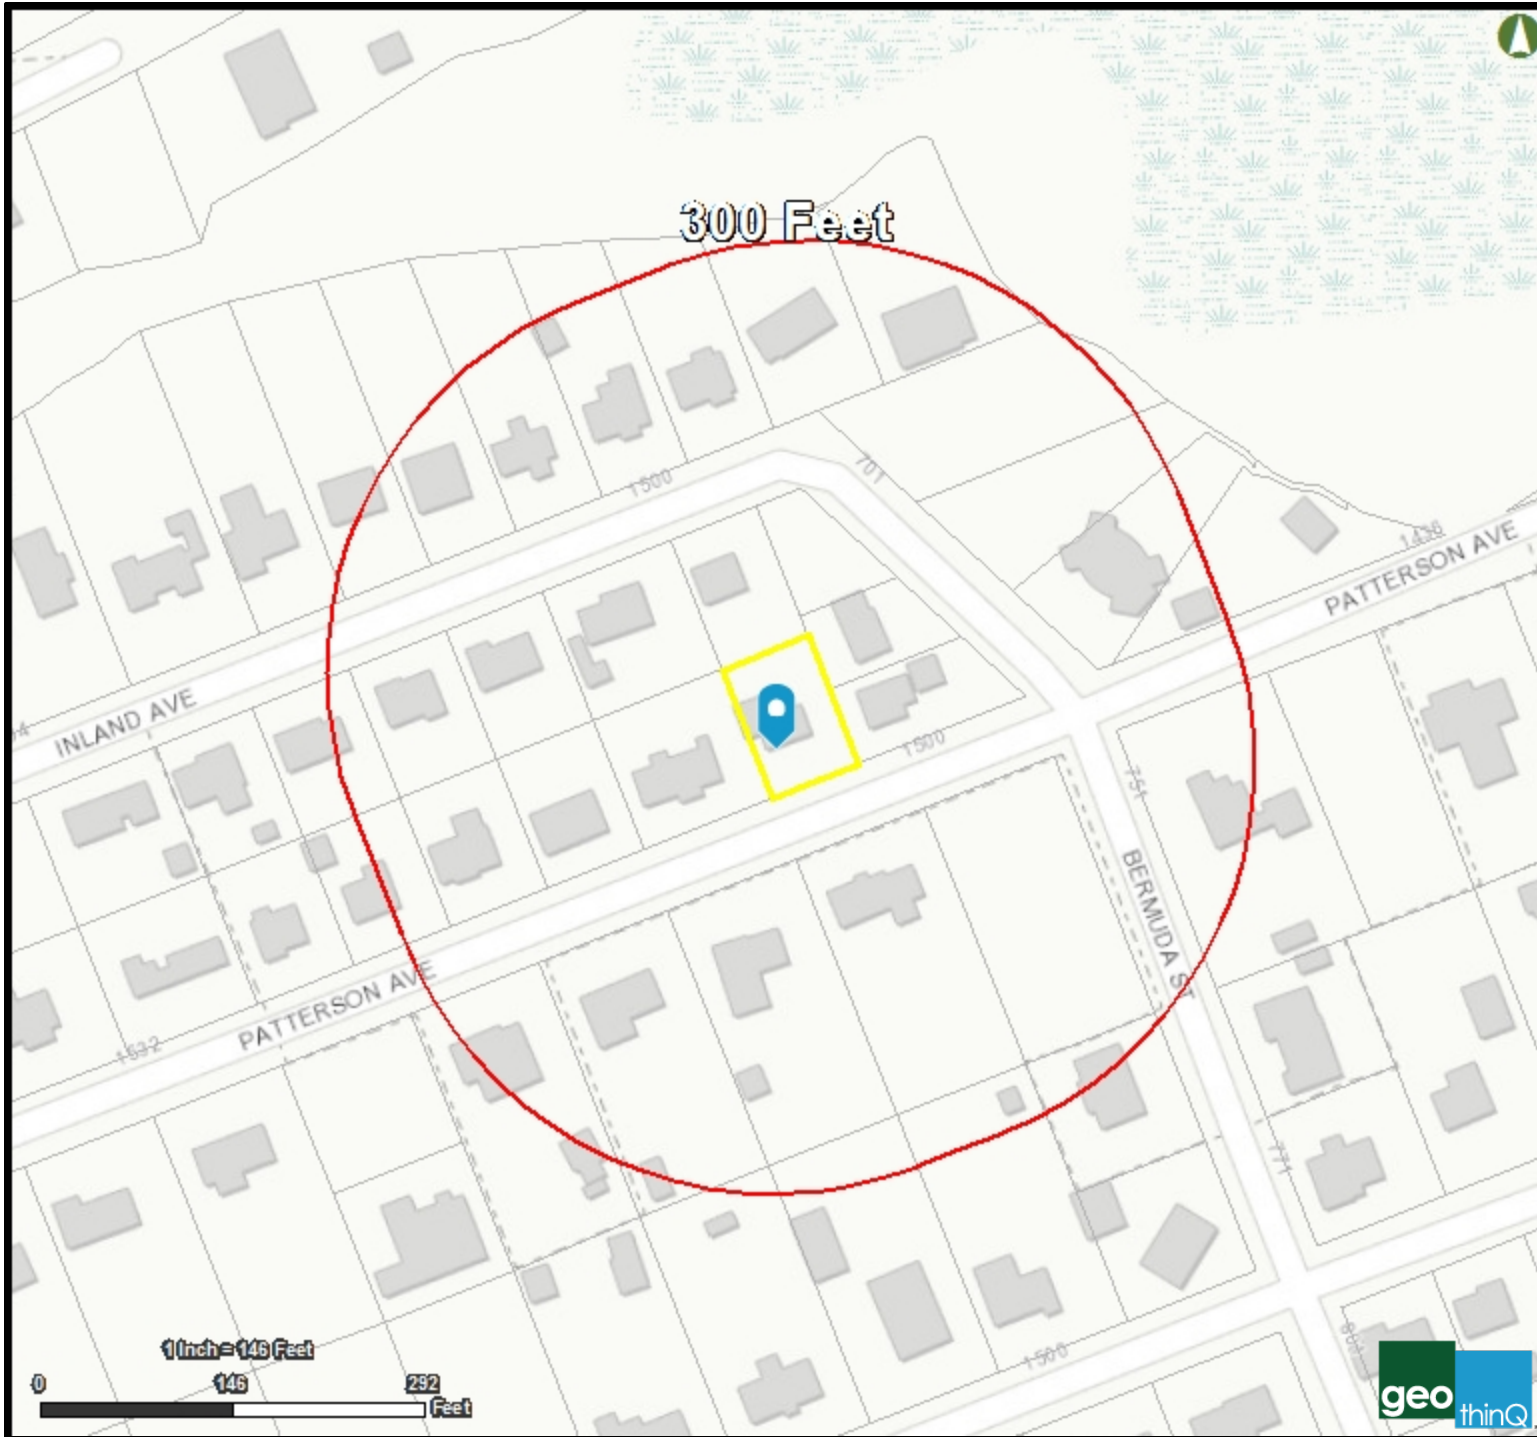 300 Feet
1500
701
1436
PATTERSON AVE
INLAND AVE
1500
751
BERMUDA ST
PATTERSON AVE
1532
771
1500
1 Inch = 146 Feet
0 146 292
Feet
geo
thinQ